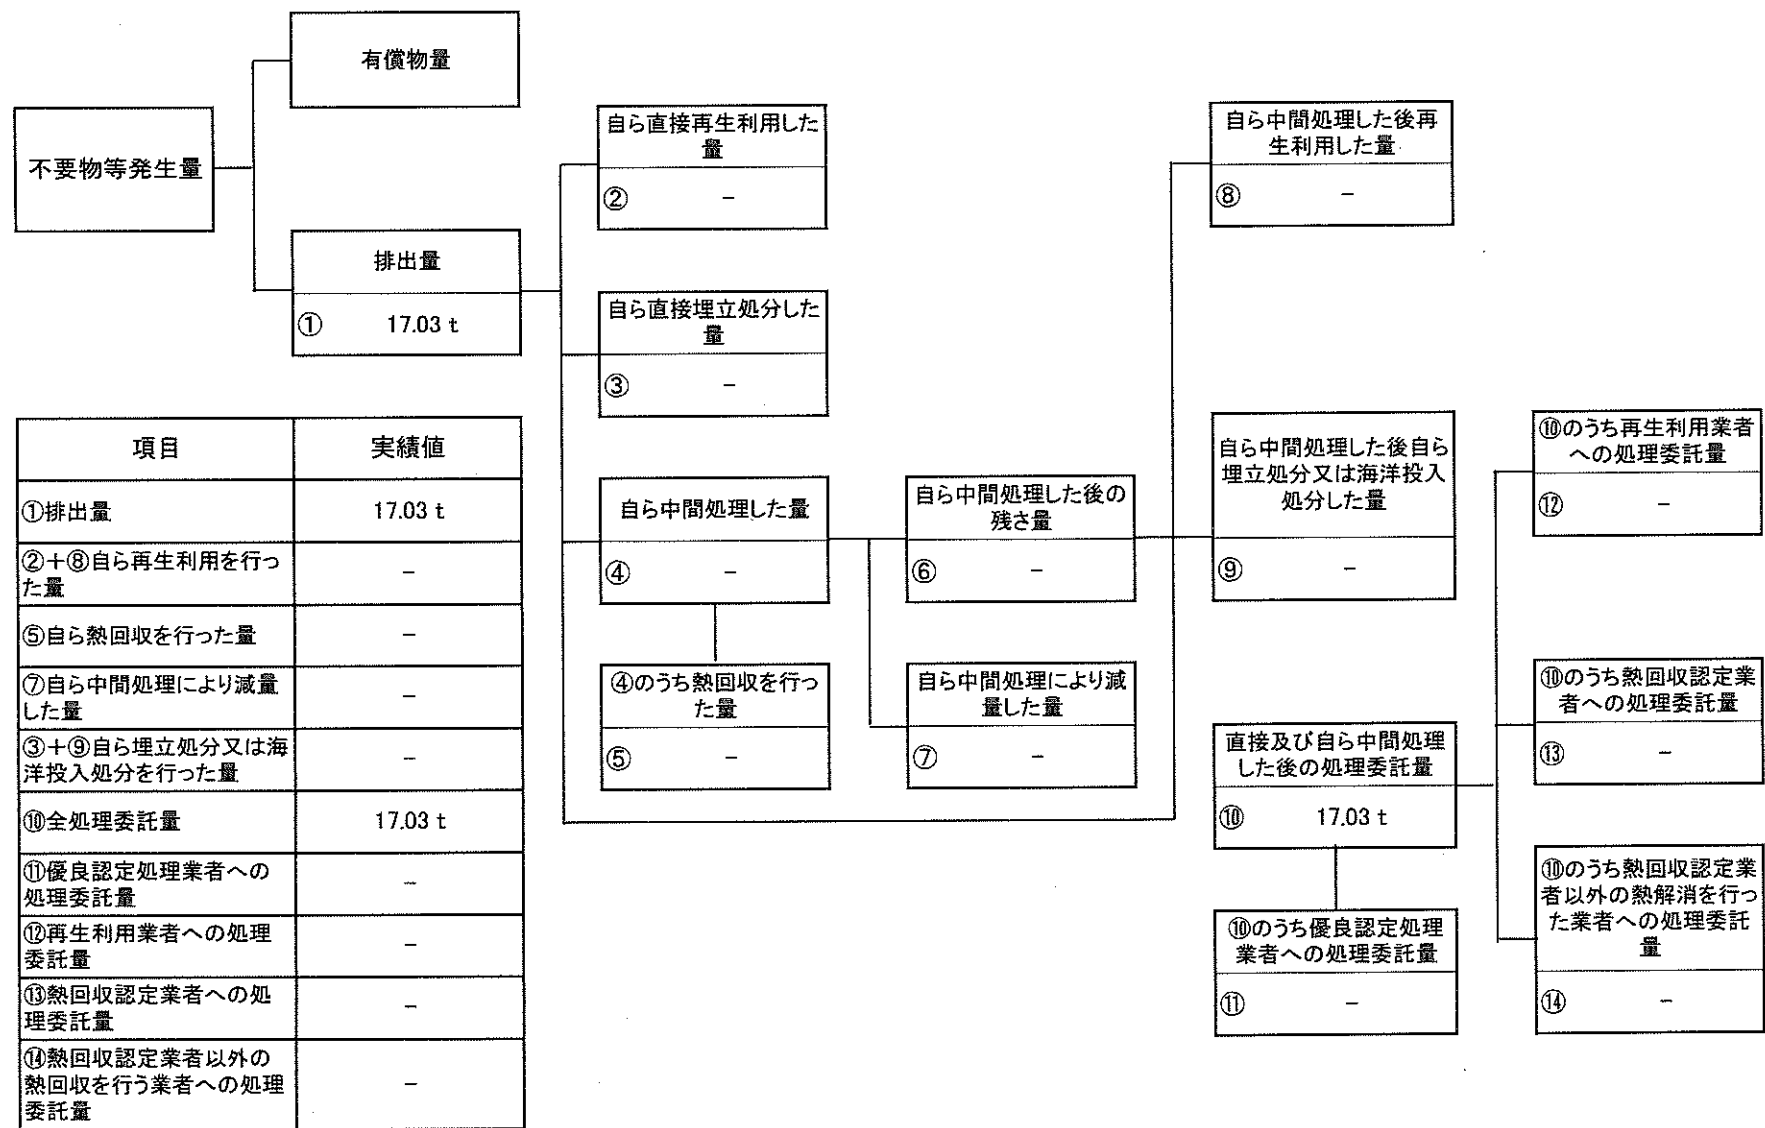 有償物量
不要物等発生量
排出量
① 17.03 t
自ら直接再生利用した
量
② －
自ら直接埋立処分した
量
③ －
自ら中間処理した量
④ －
④のうち熱回収を行っ
た量
⑤ －
自ら中間処理した後の
残さ量
⑥ －
自ら中間処理により減
量した量
⑦ －
自ら中間処理した後再
生利用した量
⑧ －
自ら中間処理した後自ら
埋立処分又は海洋投入
処分した量
⑨ －
直接及び自ら中間処理
した後の処理委託量
⑩ 17.03 t
⑩のうち優良認定処理
業者への処理委託量
⑪ －
⑩のうち再生利用業者
への処理委託量
⑫ －
⑩のうち熱回収認定業
者への処理委託量
⑬ －
⑩のうち熱回収認定業
者以外の熱解消を行っ
た業者への処理委託
量
⑭ －
項目 実績値
①排出量 17.03 t
②＋⑧自ら再生利用を行っ
た量 －
⑤自ら熱回収を行った量 －
⑦自ら中間処理により減量
した量 －
③＋⑨自ら埋立処分又は海
洋投入処分を行った量 －
⑩全処理委託量 17.03 t
⑪優良認定処理業者への
処理委託量 －
⑫再生利用業者への処理
委託量 －
⑬熱回収認定業者への処
理委託量 －
⑭熱回収認定業者以外の
熱回収を行う業者への処理
委託量 －